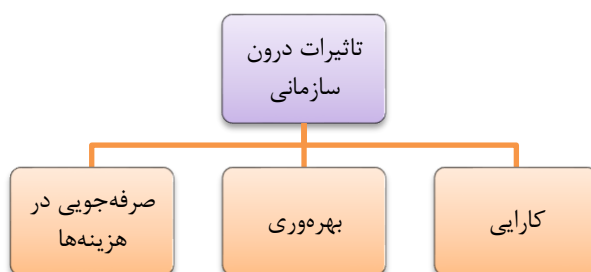 تاثیرات درون
سازمانی
کارایی
بهره‌وری
صرفه‌جویی در
هزینه‌ها